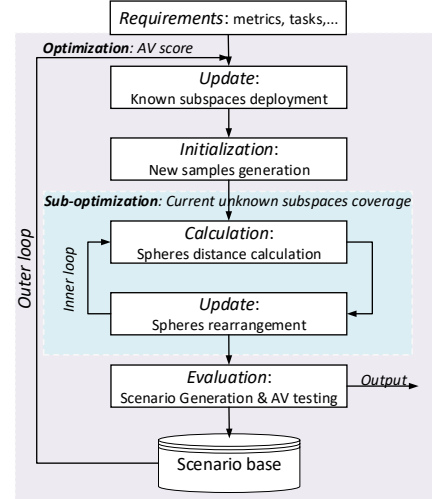 Requirements: metrics, tasks,...
Optimization: AV score
Update:
Known subspaces deployment
Initialization:
New samples generation
Sub-optimization: Current unknown subspaces coverage
Calculation:
Spheres distance calculation
Outer loop
Inner loop
Update:
Spheres rearrangement
Evaluation:
Scenario Generation & AV testing
Output
Scenario base